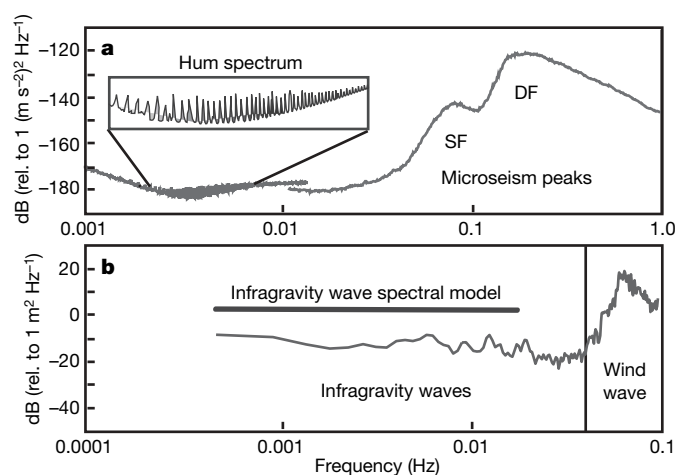 a
Hum spectrum
SF
DF
Microseism peaks
dB (rel. to 1 (m s–2)2 Hz–1)
–120
–140
–160
–180
0.001
0.01
0.1
1.0
b
Infragravity wave spectral model
Infragravity waves
Wind
wave
dB (rel. to 1 m2 Hz–1)
20
0
–20
–40
0.0001
0.001
0.01
0.1
Frequency (Hz)